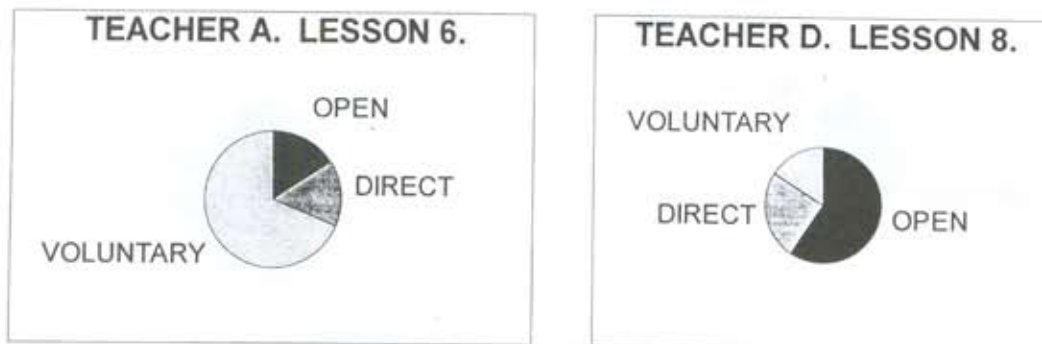 TEACHER A. LESSON 6.
OPEN
DIRECT
VOLUNTARY
TEACHER D. LESSON 8.
VOLUNTARY
DIRECT
OPEN